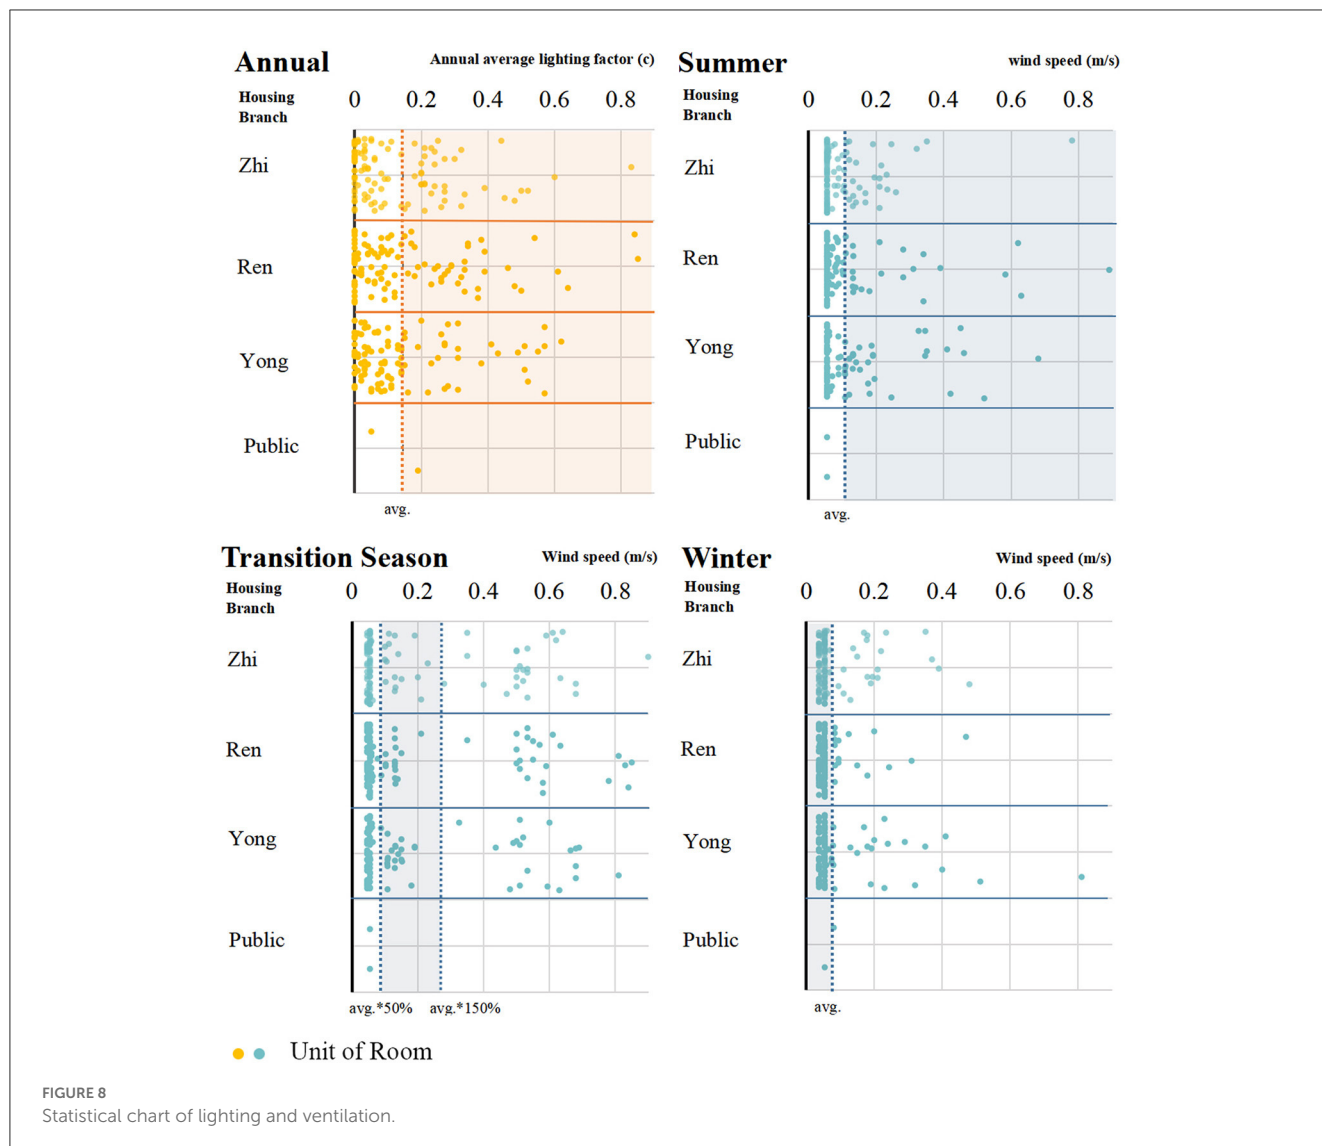 Annual
Annual average lighting factor (c)
Housing
Branch
0 0.2 0.4 0.6 0.8
Zhi
Ren
Yong
Public
avg.
Summer
wind speed (m/s)
Housing
Branch
0 0.2 0.4 0.6 0.8
Zhi
Ren
Yong
Public
avg.
Transition Season
Wind speed (m/s)
Housing
Branch
0 0.2 0.4 0.6 0.8
Zhi
Ren
Yong
Public
avg.*50% avg.*150%
Winter
Wind speed (m/s)
Housing
Branch
0 0.2 0.4 0.6 0.8
Zhi
Ren
Yong
Public
avg.
Unit of Room
FIGURE 8
Statistical chart of lighting and ventilation.